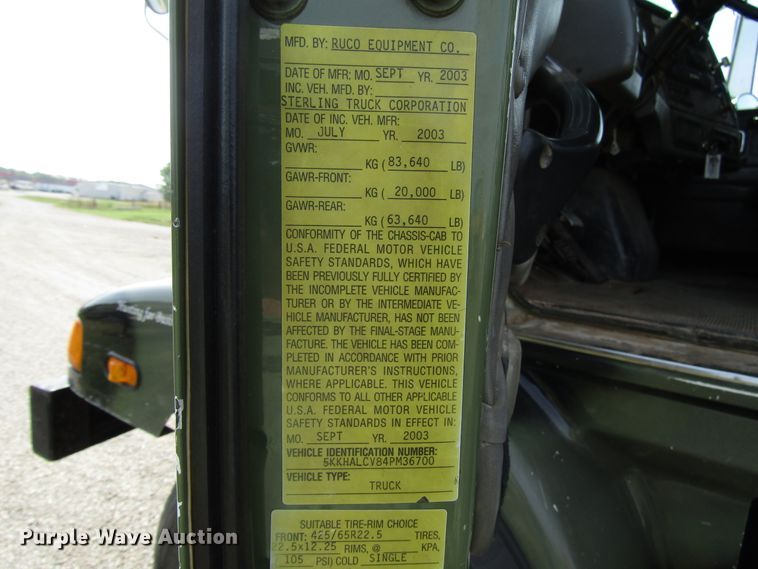 MFD. BY: RUCO EQUIPMENT CO.
DATE OF MFR: MO. SEPT YR. 2003
INC. VEH. MFD. BY:
STERLING TRUCK CORPORATION
DATE OF INC. VEH. MFR:
MO. JULY YR. 2003
GVWR:
KG ( 83,640 LB)
GAWR-FRONT:
KG ( 20,000 LB)
GAWR-REAR:
KG ( 63,640 LB)
CONFORMITY OF THE CHASSIS-CAB TO
U.S.A. FEDERAL MOTOR VEHICLE
SAFETY STANDARDS, WHICH HAVE
BEEN PREVIOUSLY FULLY CERTIFIED BY
THE INCOMPLETE VEHICLE MANUFAC-
TURER OR BY THE INTERMEDIATE VE-
HICLE MANUFACTURER, HAS NOT BEEN
AFFECTED BY THE FINAL-STAGE MANU-
FACTURE. THE VEHICLE HAS BEEN COM-
PLETED IN ACCORDANCE WITH PRIOR
MANUFACTURER'S INSTRUCTIONS,
WHERE APPLICABLE. THIS VEHICLE
CONFORMS TO ALL OTHER APPLICABLE
U.S.A. FEDERAL MOTOR VEHICLE
SAFETY STANDARDS IN EFFECT IN:
MO. SEPT YR. 2003
VEHICLE IDENTIFICATION NUMBER:
5KKHALCV84PM36700
VEHICLE TYPE:
TRUCK
SUITABLE TIRE-RIM CHOICE
FRONT: 425/65R22.5 TIRES,
22.5x12.25 RIMS, @ KPA,
( 105 PSI) COLD SINGLE
Purple Wave Auction